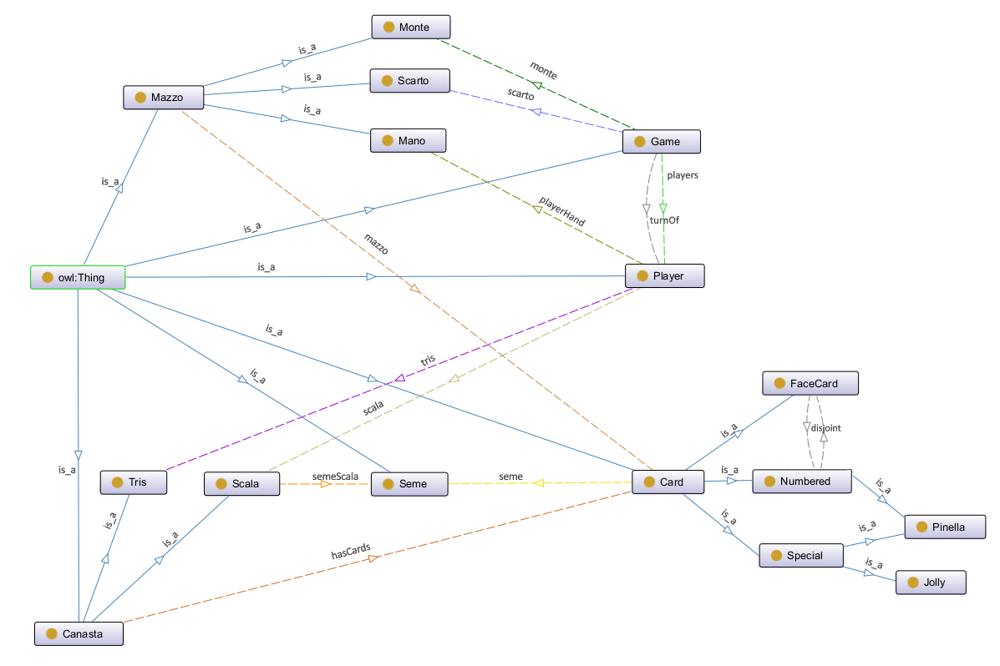 Monte
is_a
monte
Scarto
is_a
scarto
Mazzo
is_a
Mano
Game
players
is_a
playerHand
turnOf
is_a
mazzo
owl:Thing
is_a
Player
is_a
tris
is_a
FaceCard
scala
is_a
disjoint
is_a
semeScala
seme
is_a
Tris
Scala
Seme
Card
Numbered
is_a
is_a
is_a
is_a
is_a
Pinella
hasCards
Special
is_a
Jolly
Canasta